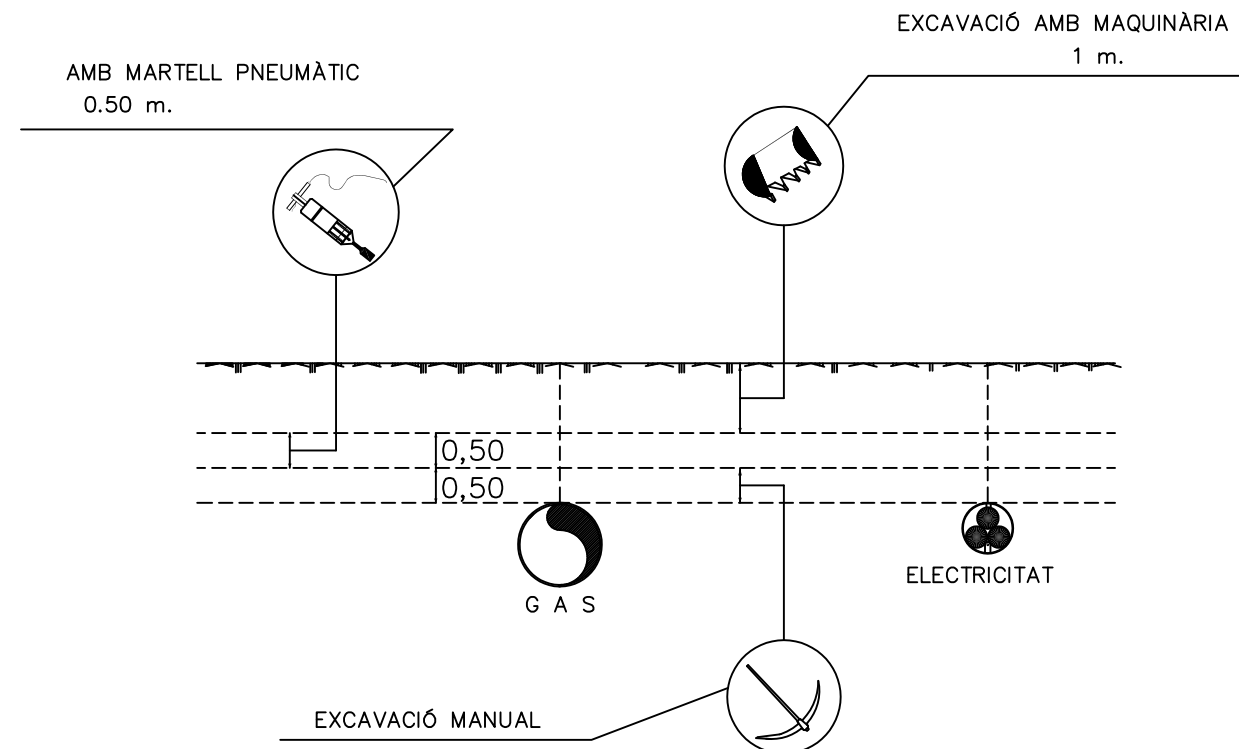 EXCAVACIÓ AMB MAQUINÀRIA
1 m.
AMB MARTELL PNEUMÀTIC
0.50 m.
0,50
0,50
G A S
ELECTRICITAT
EXCAVACIÓ MANUAL